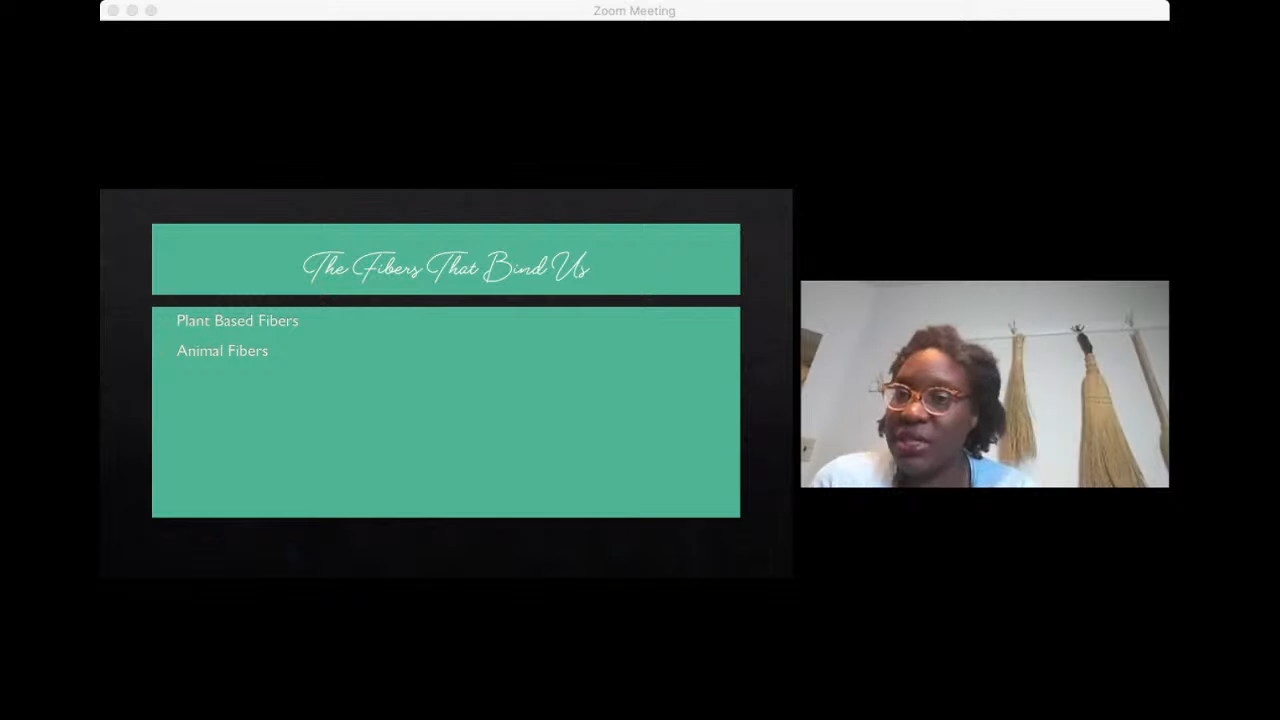 Zoom Meeting
The Fibers That Bind Us
Plant Based Fibers
Animal Fibers